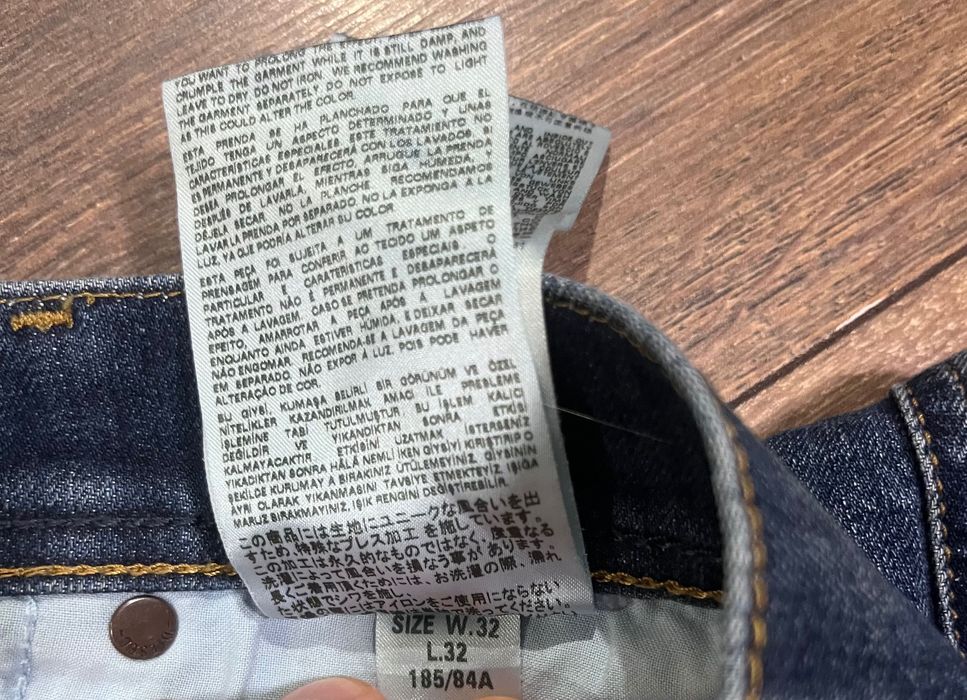 YOU WANT TO PROLONG THE
CRUMPLE THE GARMENT WHILE IT IS STILL DAMP AND
LEAVE TO DRY. DO NOT IRON. WE RECOMMEND WASHING
THE GARMENT SEPARATELY. DO NOT EXPOSE TO LIGHT
AS THIS COULD ALTER THE COLOR.
ESTA PRENDA SE HA PLANCHADO PARA QUE EL
TEJIDO TENGA UN ASPECTO DETERMINADO Y UNAS
CARACTERÍSTICAS ESPECIALES. ESTE TRATAMIENTO NO
ES PERMANENTE Y DESAPARECERÁ CON LOS LAVADOS. SI
DESEA PROLONGAR EL EFECTO, ARRUGUE LA PRENDA
DESPUÉS DE LAVARLA, MIENTRAS SIGA HÚMEDA, Y
DÉJELA SECAR. NO LA PLANCHE. RECOMENDAMOS
LAVAR LA PRENDA POR SEPARADO. NO LA EXPONGA A LA
LUZ, YA QUE PODRÍA ALTERAR SU COLOR
ESTA PEÇA FOI SUJEITA A UM TRATAMENTO DE
PRENSAGEM PARA CONFERIR AO TECIDO UM ASPETO
PARTICULAR E CARATERÍSTICAS ESPECIAIS. O
TRATAMENTO NÃO É PERMANENTE E DESAPARECERÁ
APÓS A LAVAGEM. CASO SE PRETENDA PROLONGAR O
EFEITO, AMARROTAR A PEÇA APÓS A LAVAGEM
ENQUANTO AINDA ESTIVER HÚMIDA, E DEIXAR SECAR
NÃO ENGOMAR. RECOMENDA-SE A LAVAGEM DA PEÇA
EM SEPARADO. NÃO EXPOR À LUZ, POIS PODE HAVER
ALTERAÇÃO DE COR.
BU GİYSİ, KUMAŞA BELİRLİ BİR GÖRÜNÜM VE ÖZEL
NİTELİKLER KAZANDIRILMAK AMACI İLE PRESLEME
İŞLEMİNE TABİ TUTULMUŞTUR. BU İŞLEM KALICI
DEĞİLDİR VE YIKANDIKTAN SONRA ETKİSİ
KALMAYACAKTIR ETKİSİNİ UZATMAK İSTERSENİZ
YIKADIKTAN SONRA HÂLÂ NEMLİ İKEN GİYSİYİ KIRIŞTIRIP O
ŞEKİLDE KURUMAYA BIRAKINIZ ÜTÜLEMEYİNİZ. GİYSİNİN
AYRI OLARAK YIKANMASINI TAVSİYE ETMEKTEYİZ. IŞIĞA
MARUZ BIRAKMAYINIZ, IŞIK RENGİNİ DEĞİŞTİREBİLİR.
この商品には生地にユニークな風合いを出
すため、特殊なプレス加工を施しています。
この加工は永久的なものではなく、度重なる
洗濯によって風合いを損なう事があります。
長くご着用頂くためには、お洗濯の際、濡れ
た状態でシワを施し、
にはアイロンをご使用にならない
SIZE W.32
L.32
185/84A